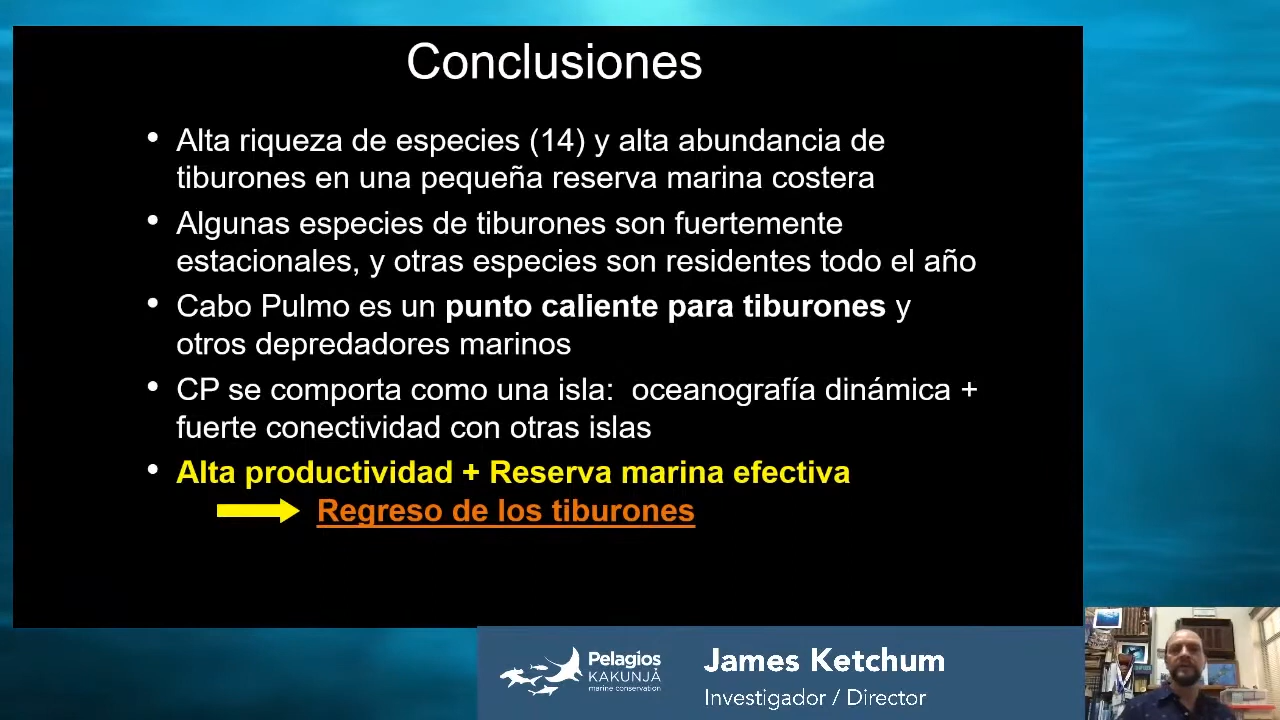 Conclusiones
• Alta riqueza de especies (14) y alta abundancia de
tiburones en una pequeña reserva marina costera
• Algunas especies de tiburones son fuertemente
estacionales, y otras especies son residentes todo el año
• Cabo Pulmo es un punto caliente para tiburones y
otros depredadores marinos
• CP se comporta como una isla: oceanografía dinámica +
fuerte conectividad con otras islas
• Alta productividad + Reserva marina efectiva
Regreso de los tiburones
Pelagios
KAKUNJÁ
marine conservation
James Ketchum
Investigador / Director